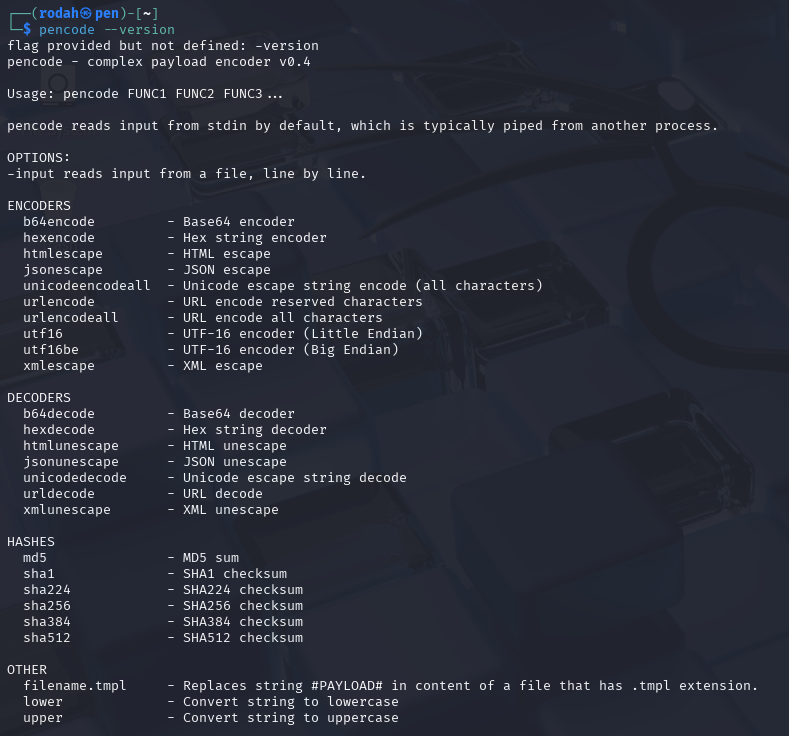 ┌──(rodah㉿pen)-[~]
└─$ pencode --version
flag provided but not defined: -version
pencode - complex payload encoder v0.4

Usage: pencode FUNC1 FUNC2 FUNC3...

pencode reads input from stdin by default, which is typically piped from another process.

OPTIONS:
-input reads input from a file, line by line.

ENCODERS
  b64encode         - Base64 encoder
  hexencode         - Hex string encoder
  htmlescape        - HTML escape
  jsonescape        - JSON escape
  unicodeencodeall  - Unicode escape string encode (all characters)
  urlencode         - URL encode reserved characters
  urlencodeall      - URL encode all characters
  utf16             - UTF-16 encoder (Little Endian)
  utf16be           - UTF-16 encoder (Big Endian)
  xmlescape         - XML escape

DECODERS
  b64decode         - Base64 decoder
  hexdecode         - Hex string decoder
  htmlunescape      - HTML unescape
  jsonunescape      - JSON unescape
  unicodedecode     - Unicode escape string decode
  urldecode         - URL decode
  xmlunescape       - XML unescape

HASHES
  md5               - MD5 sum
  sha1              - SHA1 checksum
  sha224            - SHA224 checksum
  sha256            - SHA256 checksum
  sha384            - SHA384 checksum
  sha512            - SHA512 checksum

OTHER
  filename.tmpl     - Replaces string #PAYLOAD# in content of a file that has .tmpl extension.
  lower             - Convert string to lowercase
  upper             - Convert string to uppercase